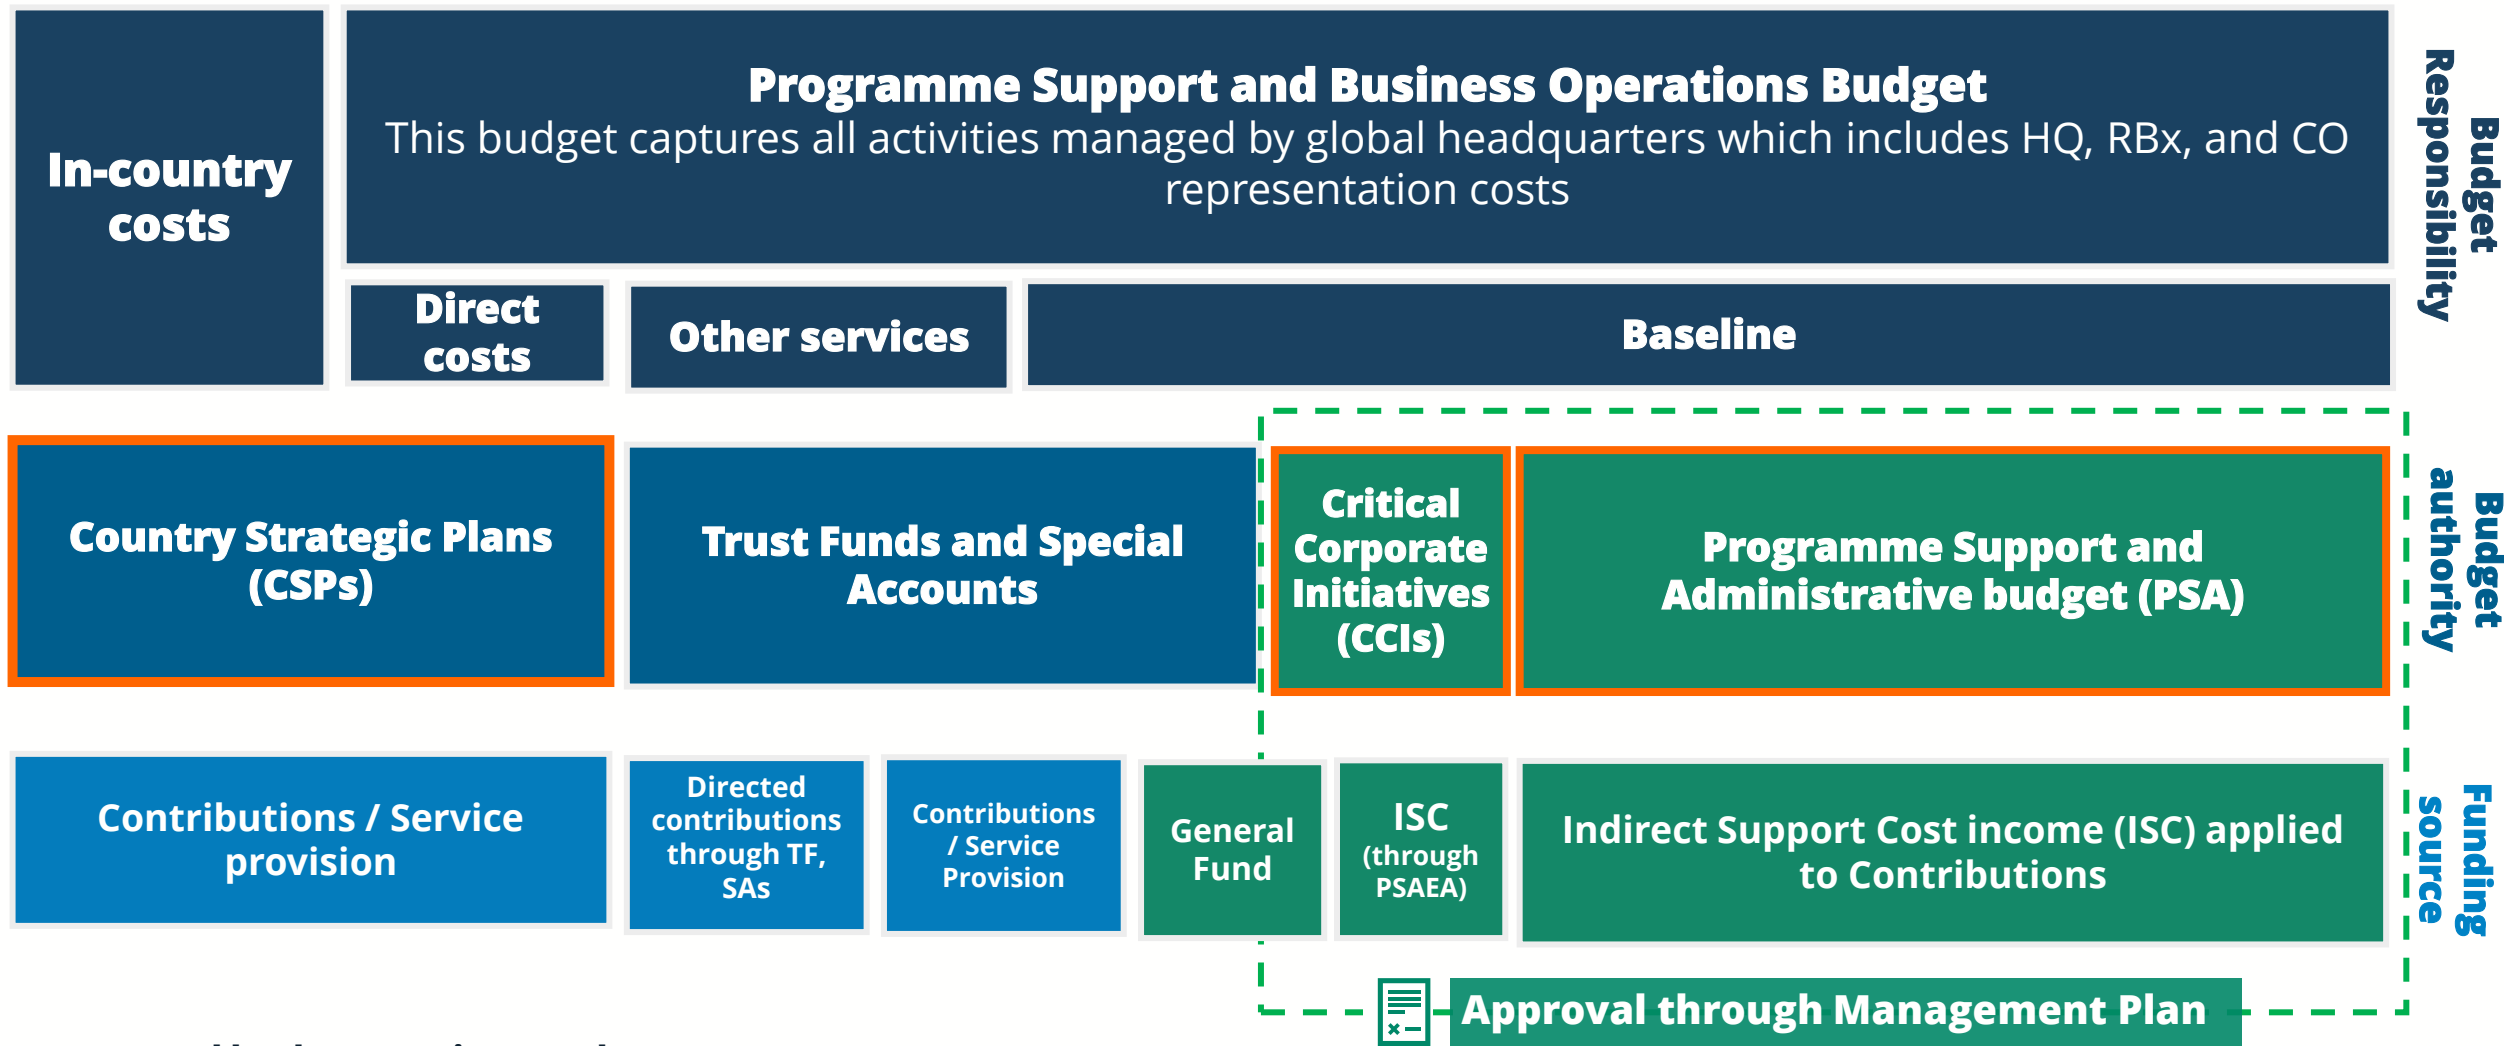 In-country
costs
Programme Support and Business Operations Budget
This budget captures all activities managed by global headquarters which includes HQ, RBx, and CO
representation costs
Budget
Responsibility
Direct
costs
Other services
Baseline
Country Strategic Plans
(CSPs)
Trust Funds and Special
Accounts
Critical
Corporate
Initiatives
(CCIs)
Programme Support and
Administrative budget (PSA)
Budget
authority
Contributions / Service
provision
Directed
contributions
through TF,
SAs
Contributions
/ Service
Provision
General
Fund
ISC
(through
PSAEA)
Indirect Support Cost income (ISC) applied
to Contributions
Funding
source
Approval through Management Plan